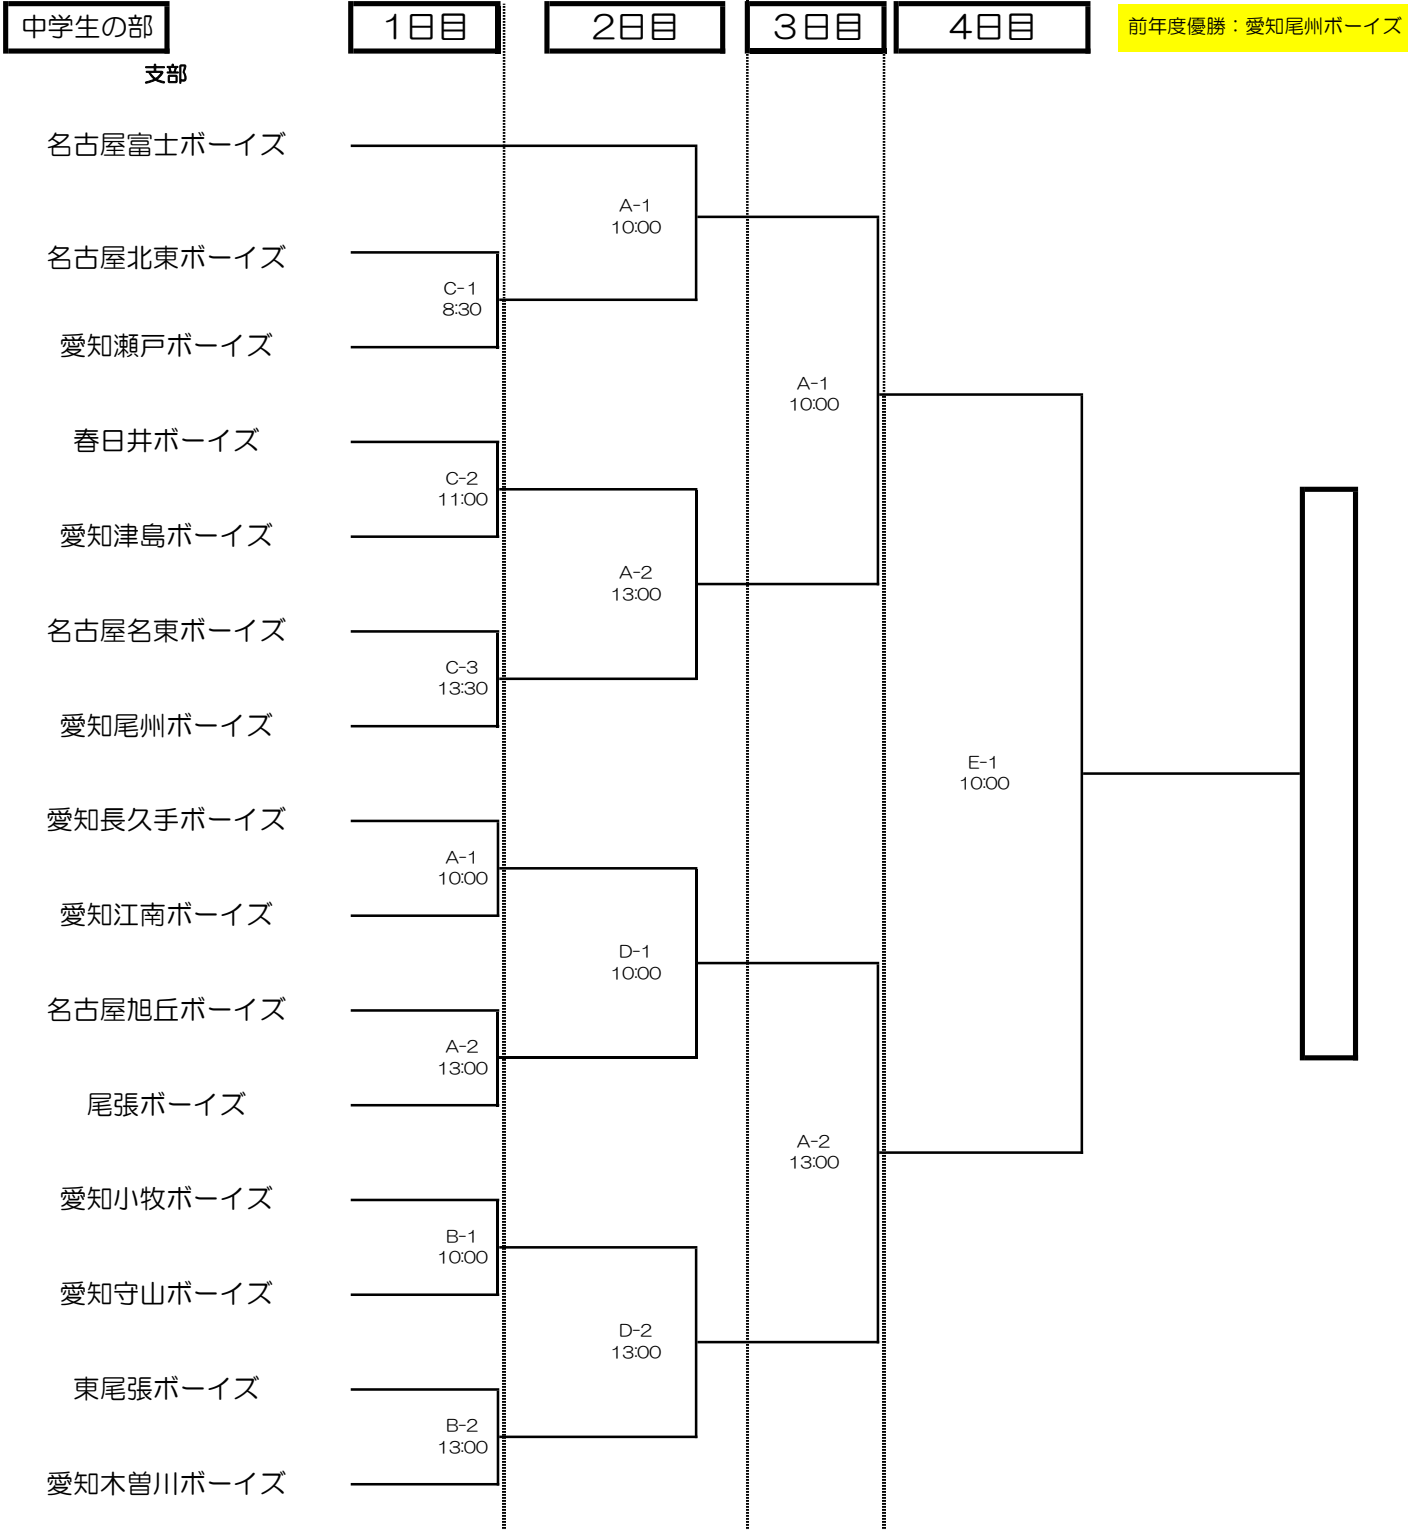 中学生の部
1日目
2日目
3日目
4日目
前年度優勝：愛知尾州ボーイズ
支部
名古屋富士ボーイズ
A-1
10:00
名古屋北東ボーイズ
C-1
8:30
愛知瀬戸ボーイズ
A-1
10:00
春日井ボーイズ
C-2
11:00
愛知津島ボーイズ
A-2
13:00
名古屋名東ボーイズ
C-3
13:30
愛知尾州ボーイズ
E-1
10:00
愛知長久手ボーイズ
A-1
10:00
愛知江南ボーイズ
D-1
10:00
名古屋旭丘ボーイズ
A-2
13:00
尾張ボーイズ
A-2
13:00
愛知小牧ボーイズ
B-1
10:00
愛知守山ボーイズ
D-2
13:00
東尾張ボーイズ
B-2
13:00
愛知木曽川ボーイズ